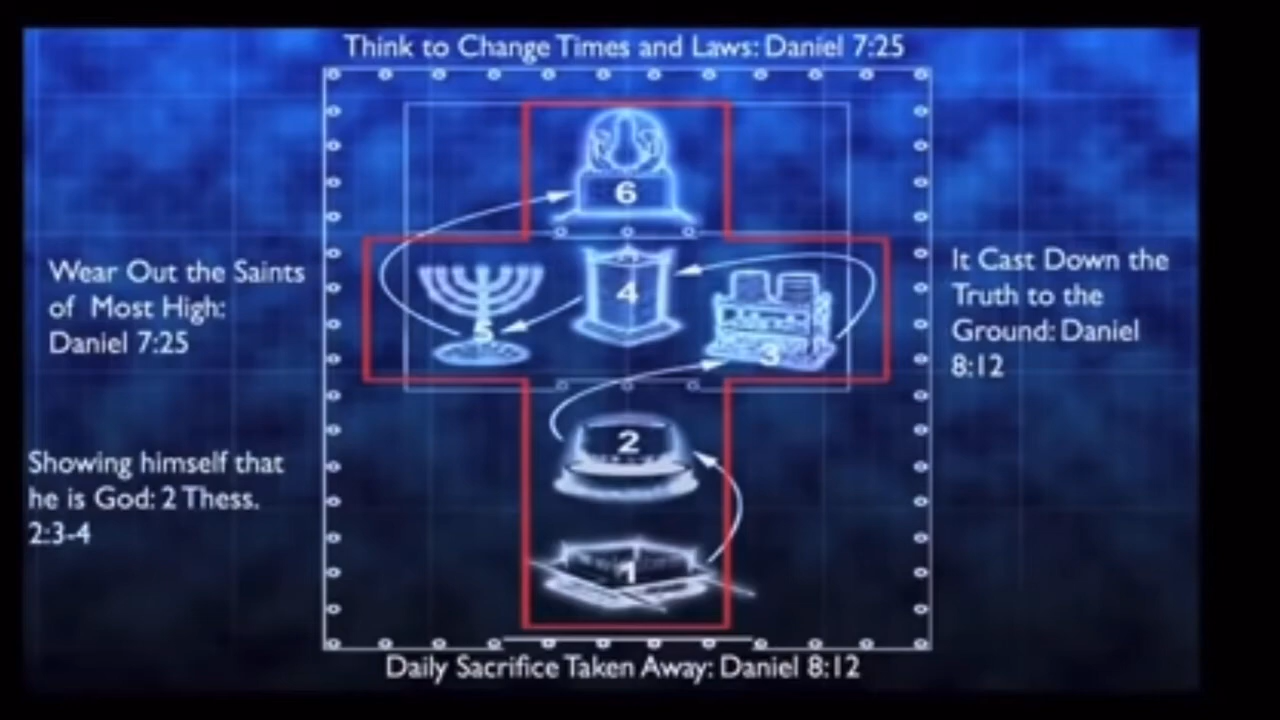 Think to Change Times and Laws: Daniel 7:25
6
Wear Out the Saints
of Most High:
Daniel 7:25
4
5
3
It Cast Down the
Truth to the
Ground: Daniel
8:12
2
Showing himself that
he is God: 2 Thess.
2:3-4
1
Daily Sacrifice Taken Away: Daniel 8:12